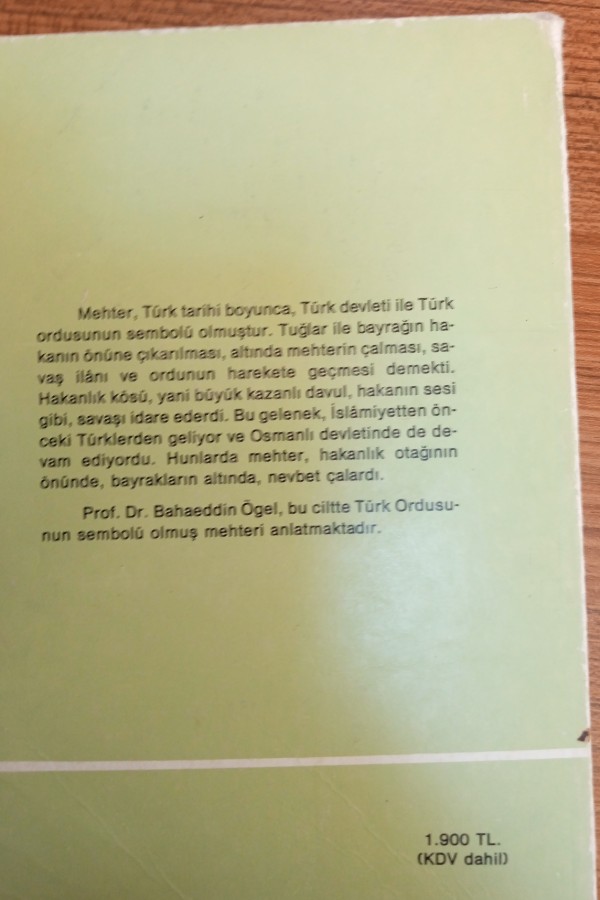 Mehter, Türk tarihi boyunca, Türk devleti ile Türk
ordusunun sembolü olmuştur. Tuğlar ile bayrağın ha-
kanın önüne çıkarılması, altında mehterin çalması, sa-
vaş ilânı ve ordunun harekete geçmesi demekti.
Hakanlık kösü, yani büyük kazanlı davul, hakanın sesi
gibi, savaşı idare ederdi. Bu gelenek, İslâmiyetten ön-
ceki Türklerden geliyor ve Osmanlı devletinde de de-
vam ediyordu. Hunlarda mehter, hakanlık otağının
önünde, bayrakların altında, nevbet çalardı.
Prof. Dr. Bahaeddin Ögel, bu ciltte Türk Ordusu-
nun sembolü olmuş mehteri anlatmaktadır.
1.900 TL.
(KDV dahil)